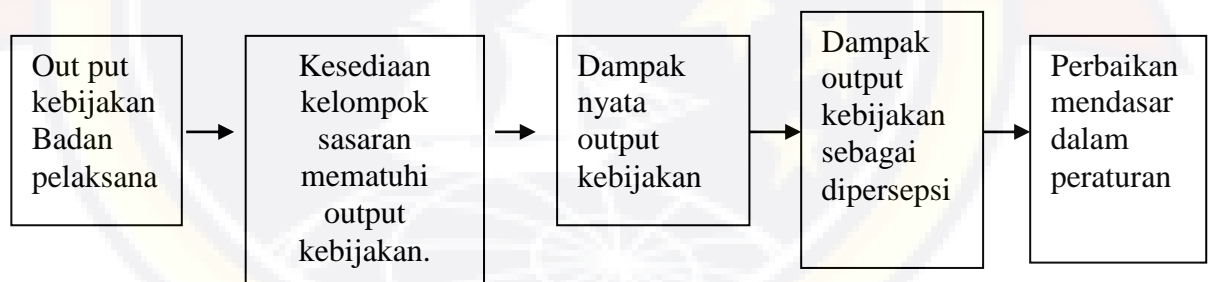 Out put
kebijakan
Badan
pelaksana
Kesediaan
kelompok
sasaran
mematuhi
output
kebijakan.
Dampak
nyata
output
kebijakan
Dampak
output
kebijakan
sebagai
dipersepsi
Perbaikan
mendasar
dalam
peraturan